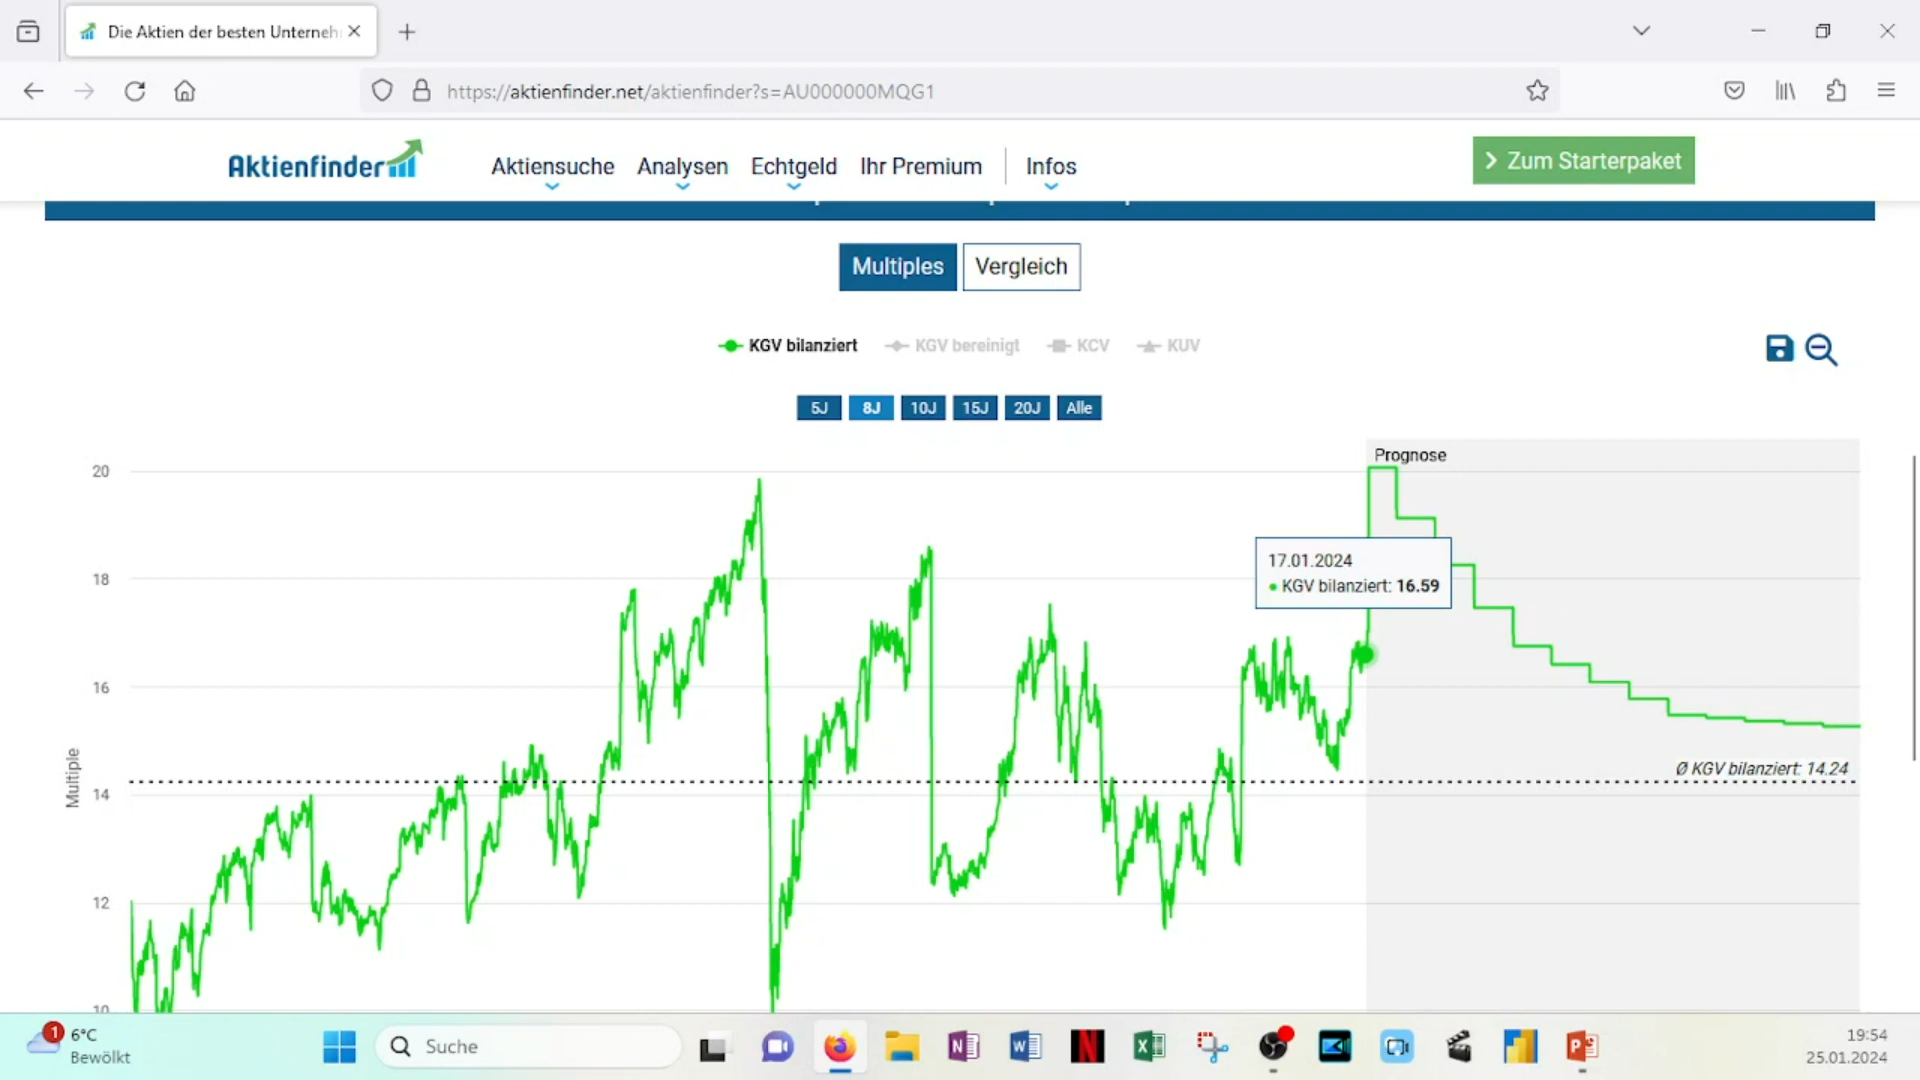 Die Aktien der besten Unterneh
https://aktienfinder.net/aktienfinder?s=AU000000MQG1
Aktienfinder
Aktiensuche Analysen Echtgeld Ihr Premium Infos
Zum Starterpaket
Multiples Vergleich
KGV bilanziert KGV bereinigt KCV KUV
5J 8J 10J 15J 20J Alle
Prognose
20
17.01.2024
KGV bilanziert: 16.59
18
16
Ø KGV bilanziert: 14.24
14
Multiple
12
10
1
6°C
Bewölkt
Suche
19:54
25.01.2024